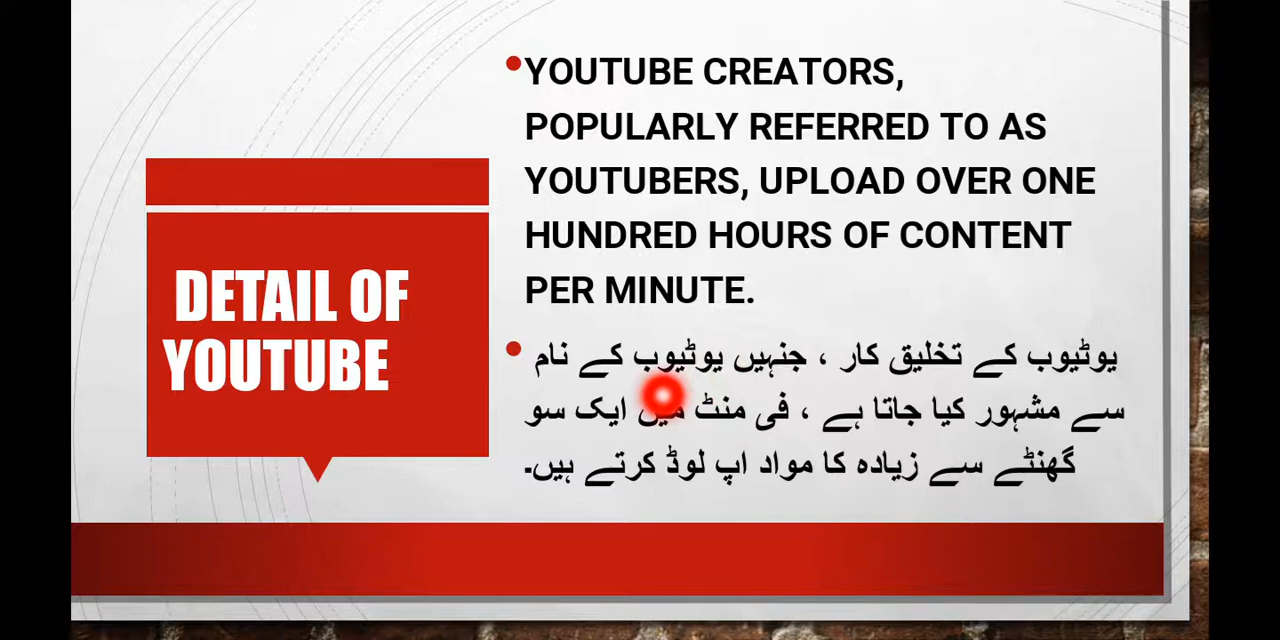 DETAIL OF
YOUTUBE
•YOUTUBE CREATORS,
POPULARLY REFERRED TO AS
YOUTUBERS, UPLOAD OVER ONE
HUNDRED HOURS OF CONTENT
PER MINUTE.
• یوٹیوب کے تخلیق کار ، جنہیں یوٹیوب کے نام
سے مشہور کیا جاتا ہے ، فی منٹ میں ایک سو
گھنٹے سے زیادہ کا مواد اپ لوڈ کرتے ہیں۔